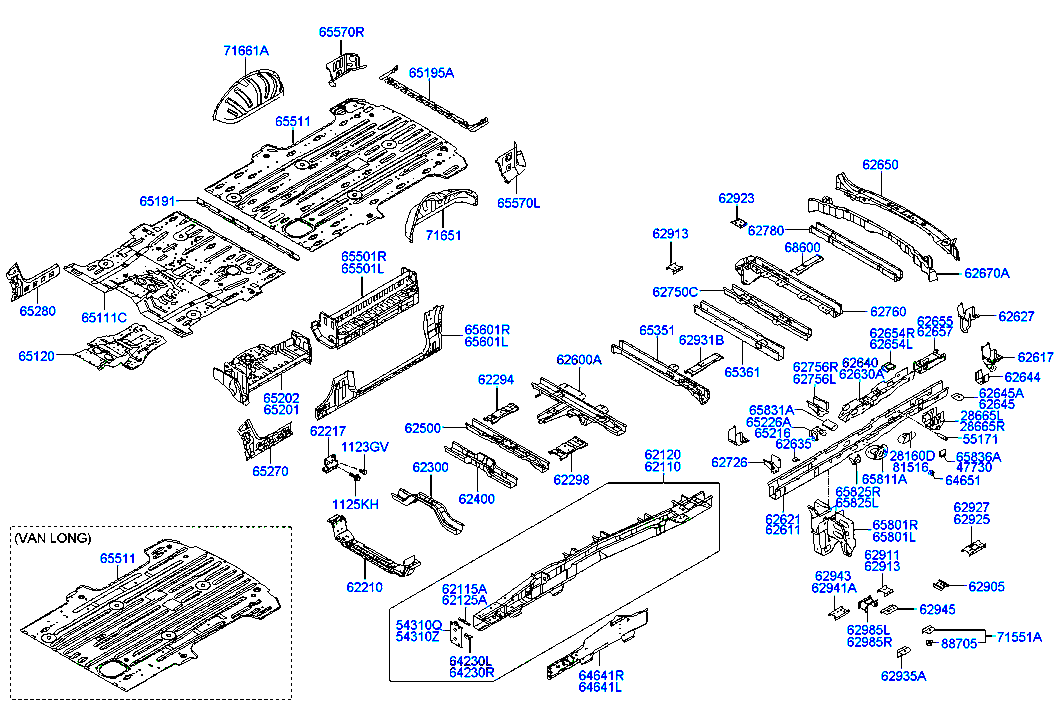 65570R
71661A
65195A
65511
65570L
62650
65191
62923
71651
62780
62913
68600
65501R
65501L
62670A
65280
65111C
62750C
62760
62655
62657
62627
65601R
65601L
65351
62931B
62654R
62654L
65120
62600A
65361
62756R
62756L
62640
62630A
62617
62644
62294
65202
65201
65831A
65226A
65216
62635
62645A
62645
28665L
28665R
55171
62217
1123GV
62500
65270
62300
62400
62298
62120
62110
62726
28160D
81516
65836A
47730
65811A
64651
1125KH
65825R
65825L
62621
62611
62927
62925
65801R
65801L
(VAN LONG)
65511
62210
62115A
62125A
62911
62913
62943
62941A
62905
54310Q
54310Z
62945
62985L
62985R
88705
71551A
64230L
64230R
64641R
64641L
62935A